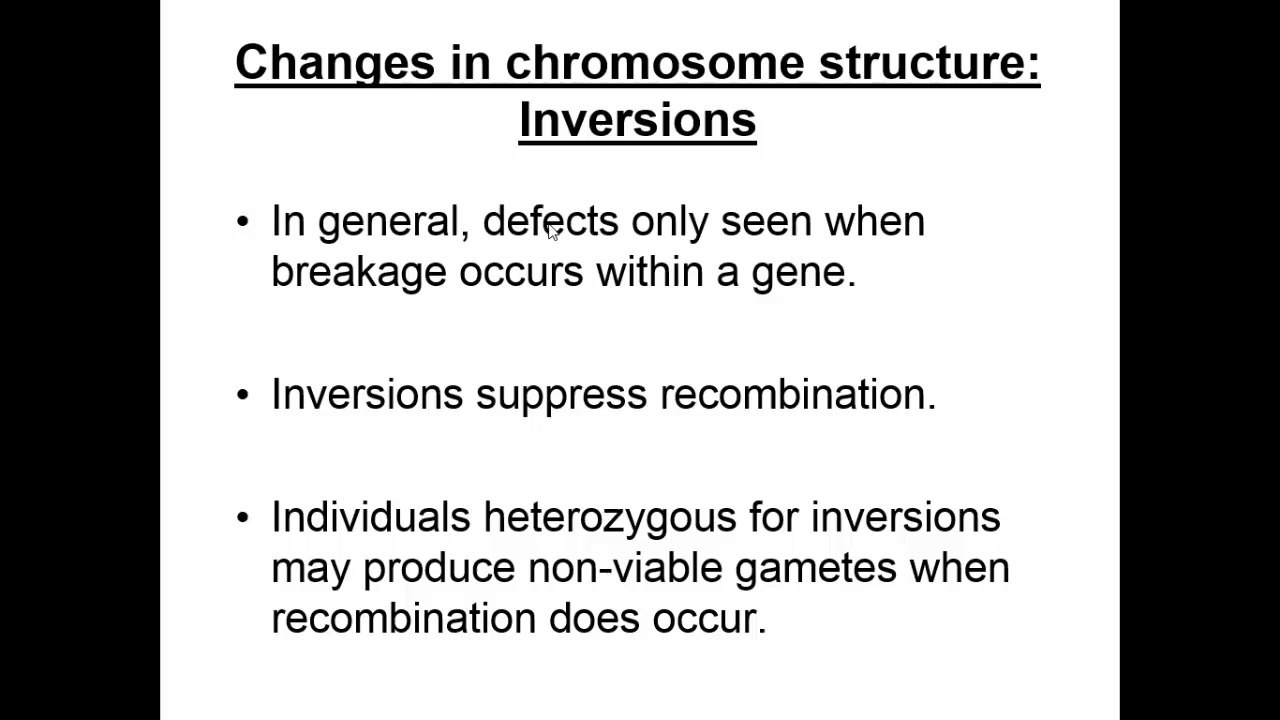 Changes in chromosome structure:
Inversions
• In general, defects only seen when
breakage occurs within a gene.
• Inversions suppress recombination.
• Individuals heterozygous for inversions
may produce non-viable gametes when
recombination does occur.